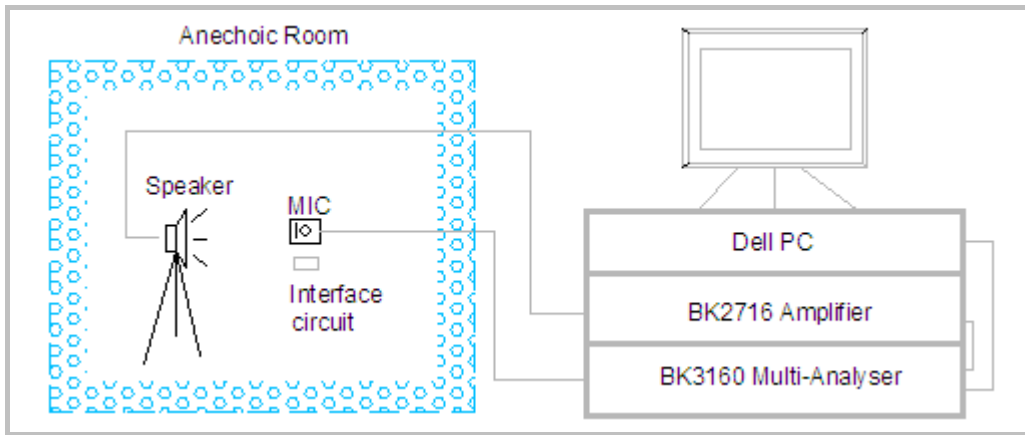 Anechoic Room
Speaker
MIC
Interface
circuit
Dell PC
BK2716 Amplifier
BK3160 Multi-Analyser